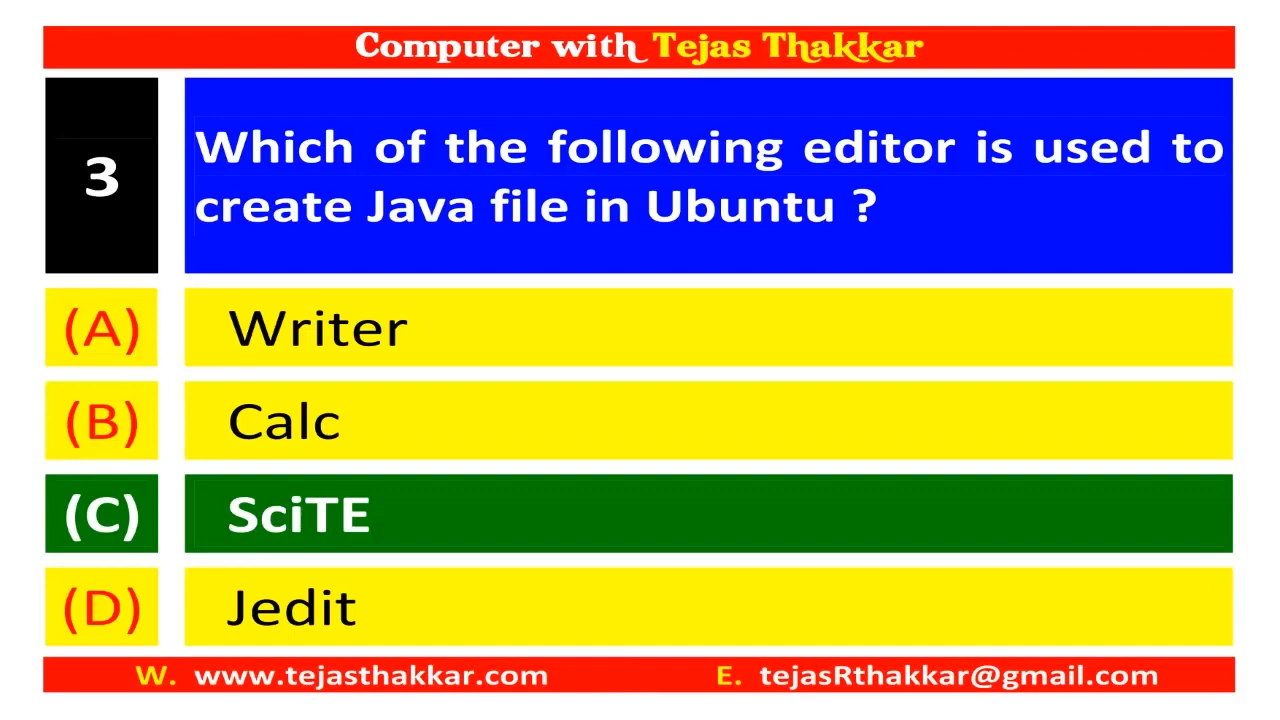 Computer with Tejas Thakkar
3
Which of the following editor is used to
create Java file in Ubuntu ?
(A) Writer
(B) Calc
(C) SciTE
(D) Jedit
W. www.tejasthakkar.com E. tejasRthakkar@gmail.com